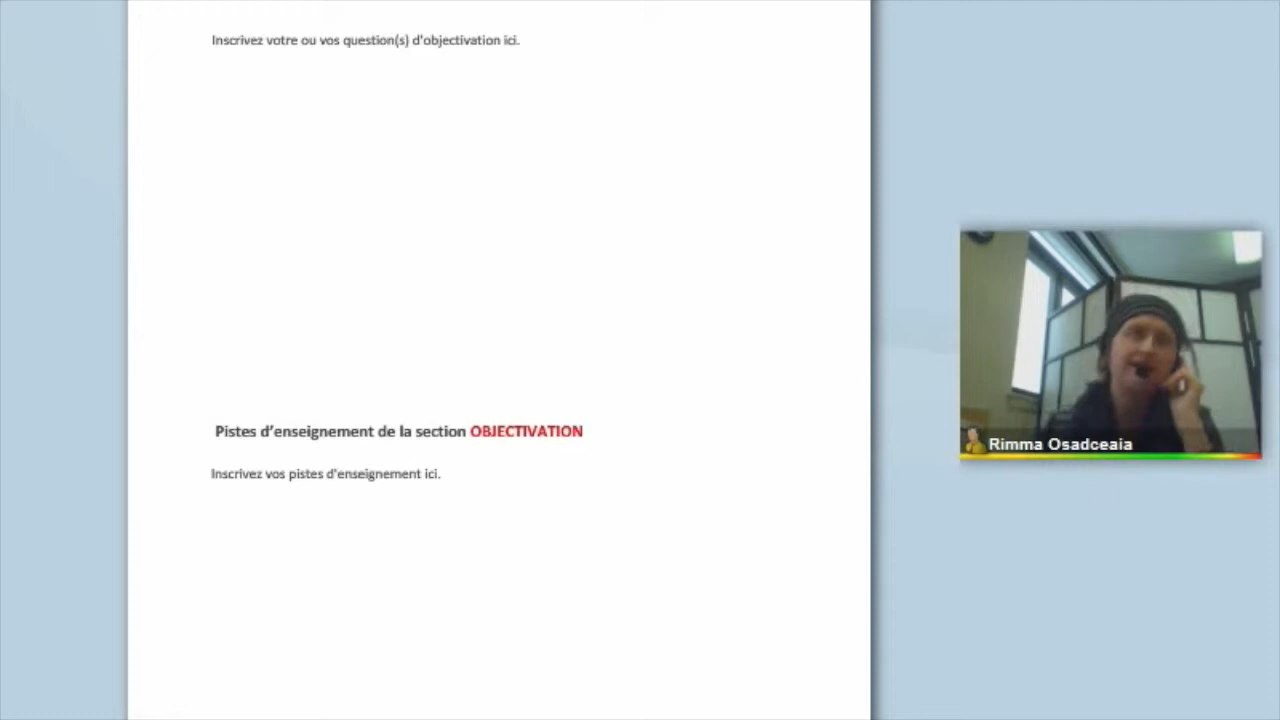 Inscrivez votre ou vos question(s) d'objectivation ici.
Pistes d’enseignement de la section OBJECTIVATION
Inscrivez vos pistes d'enseignement ici.
Rimma Osadceaia